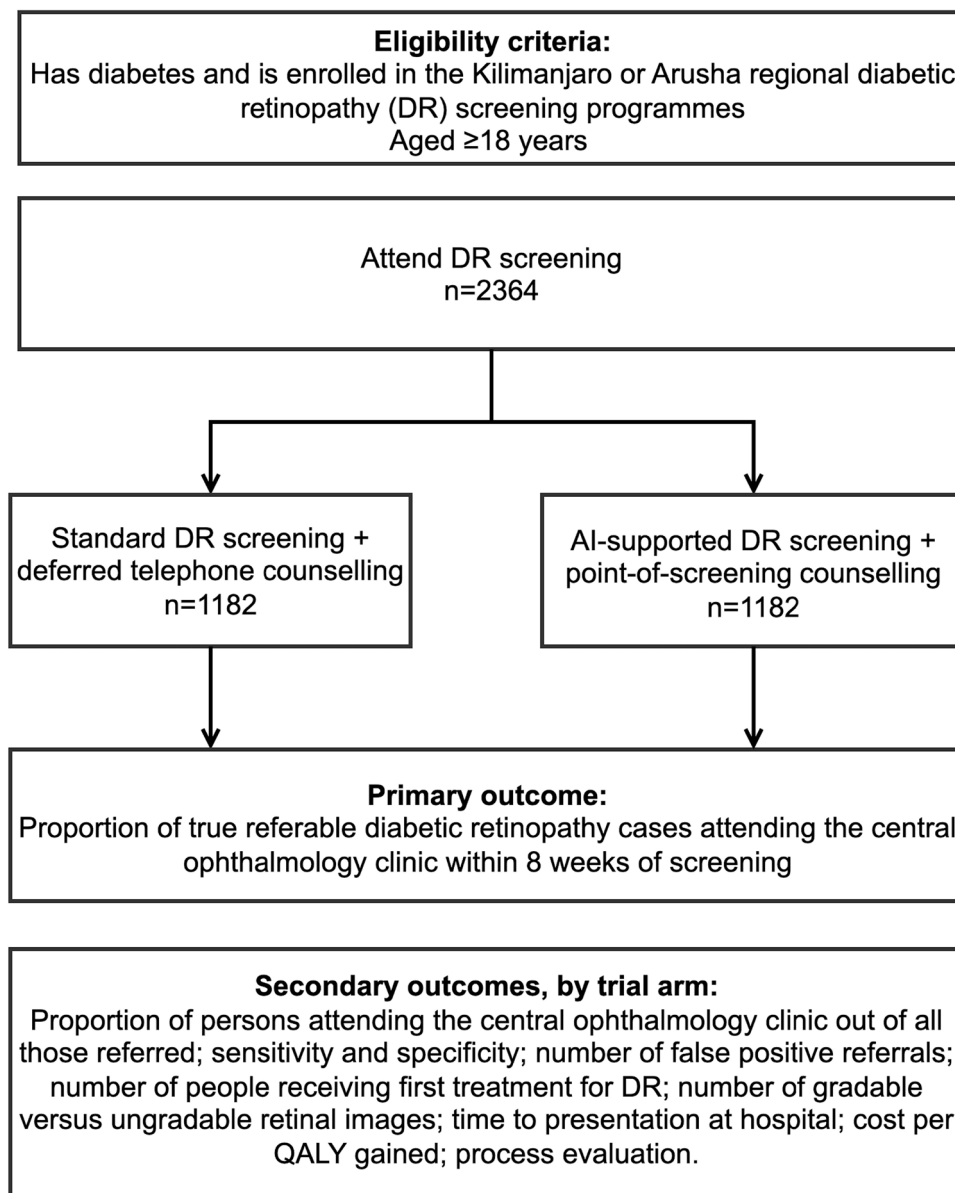 Eligibility criteria:
Has diabetes and is enrolled in the Kilimanjaro or Arusha regional diabetic
retinopathy (DR) screening programmes
Aged ≥18 years
Attend DR screening
n=2364
Standard DR screening +
deferred telephone counselling
n=1182
AI-supported DR screening +
point-of-screening counselling
n=1182
Primary outcome:
Proportion of true referable diabetic retinopathy cases attending the central
ophthalmology clinic within 8 weeks of screening
Secondary outcomes, by trial arm:
Proportion of persons attending the central ophthalmology clinic out of all
those referred; sensitivity and specificity; number of false positive referrals;
number of people receiving first treatment for DR; number of gradable
versus ungradable retinal images; time to presentation at hospital; cost per
QALY gained; process evaluation.